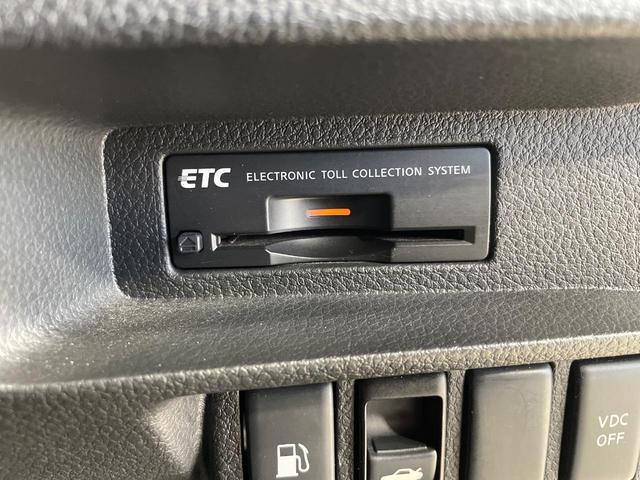 ETC ELECTRONIC TOLL COLLECTION SYSTEM
VDC
OFF